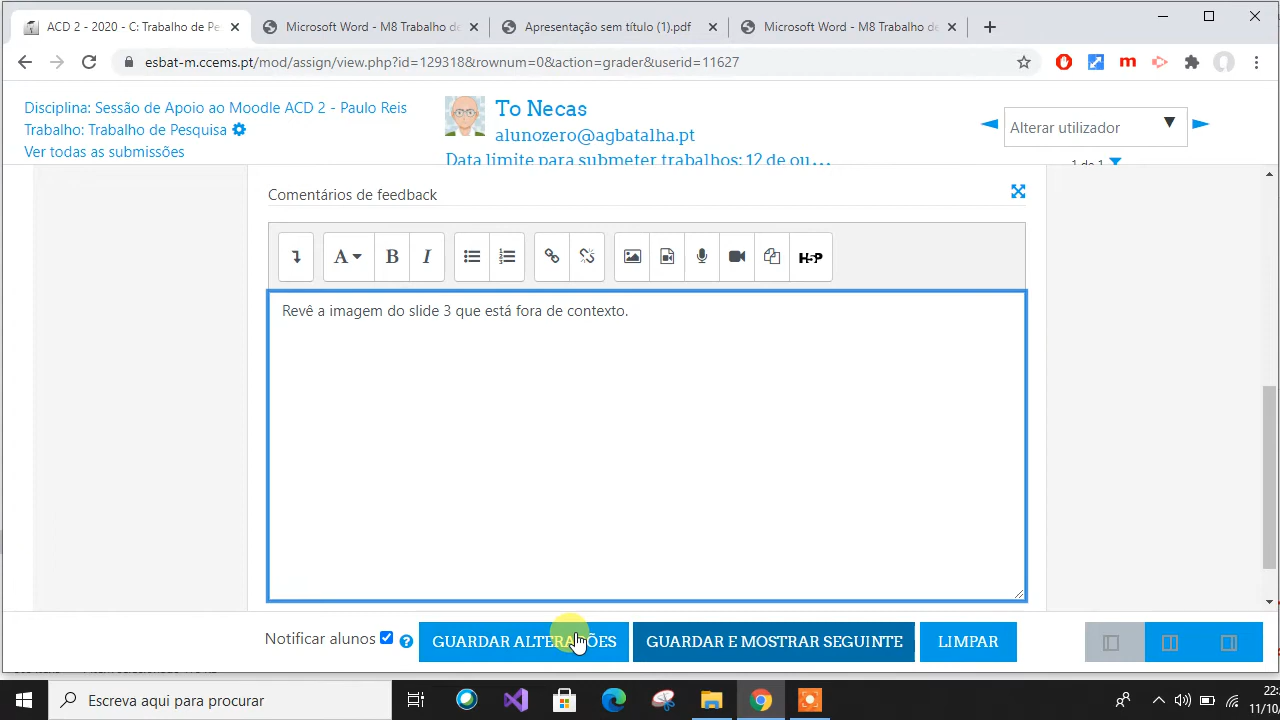 ACD 2 - 2020 - C: Trabalho de Pe
Microsoft Word - M8 Trabalho de
Apresentação sem título (1).pdf
Microsoft Word - M8 Trabalho de
esbat-m.ccems.pt/mod/assign/view.php?id=129318&rownum=0&action=grader&userid=11627
Disciplina: Sessão de Apoio ao Moodle ACD 2 - Paulo Reis
Trabalho: Trabalho de Pesquisa
Ver todas as submissões
To Necas
alunozero@agbatalha.pt
Data limite para submeter trabalhos: 12 de ou...
Alterar utilizador
1 de 1
Comentários de feedback
A B I
H5P
Revê a imagem do slide 3 que está fora de contexto.
Notificar alunos
GUARDAR ALTERAÇÕES
GUARDAR E MOSTRAR SEGUINTE
LIMPAR
Escreva aqui para procurar
22:
11/10